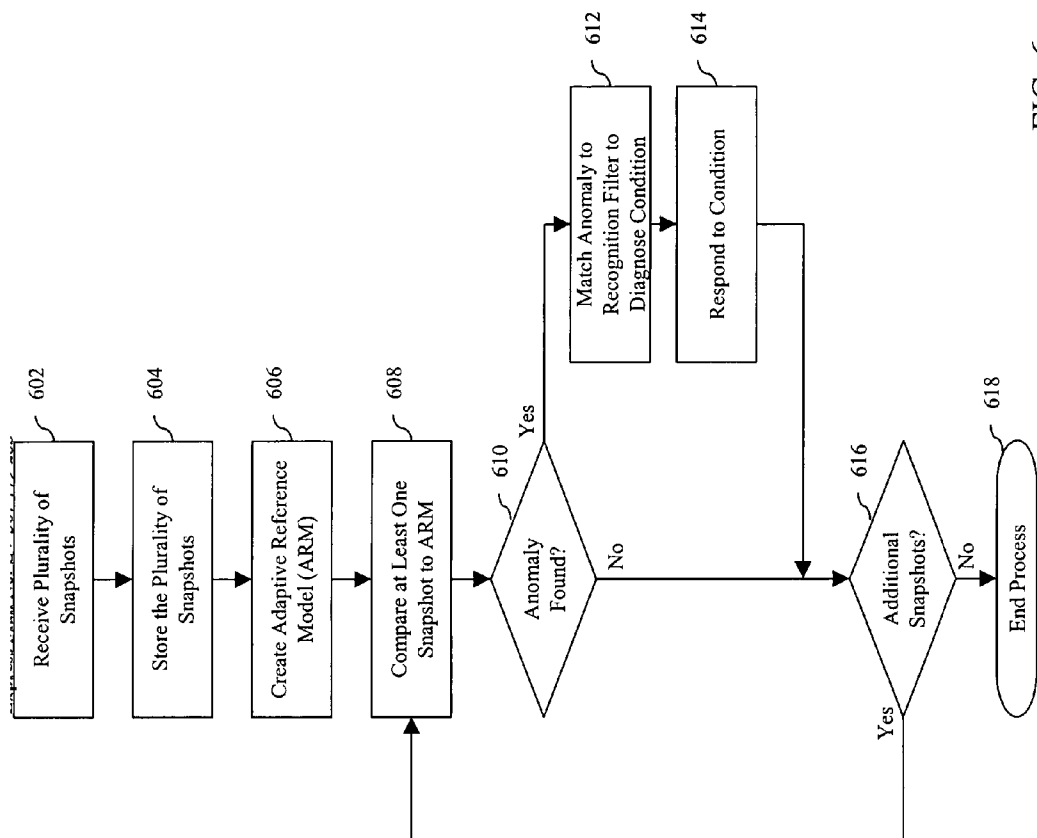 602
Receive Plurality of
Snapshots
604
Store the Plurality of
Snapshots
606
Create Adaptive Reference
Model (ARM)
608
Compare at Least One
Snapshot to ARM
610
Anomaly
Found?
Yes
No
612
Match Anomaly to
Recognition Filter to
Diagnose Condition
614
Respond to Condition
616
Additional
Snapshots?
Yes
No
618
End Process